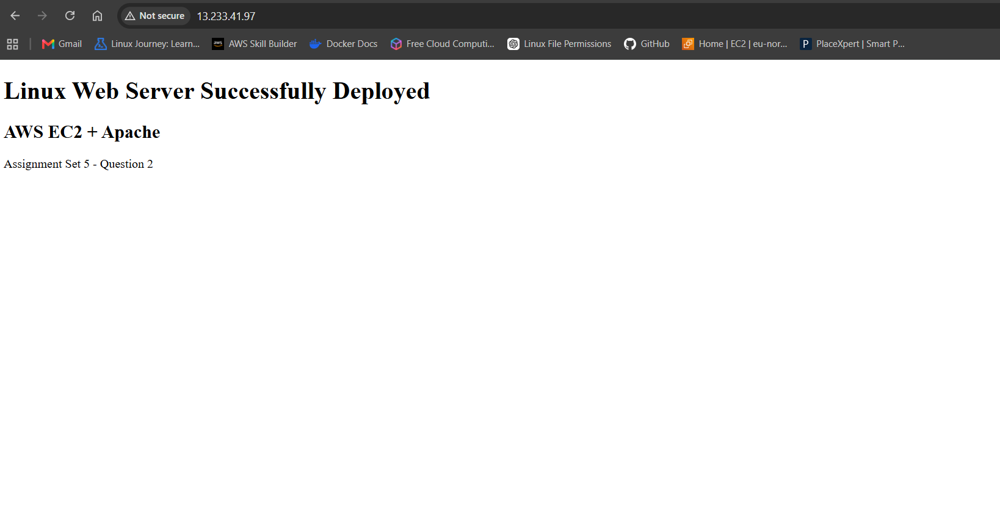 Not secure 13.233.41.97
Gmail Linux Journey: Learn... AWS Skill Builder Docker Docs Free Cloud Computi... Linux File Permissions GitHub Home | EC2 | eu-nor... PlaceXpert | Smart P...
Linux Web Server Successfully Deployed
AWS EC2 + Apache
Assignment Set 5 - Question 2